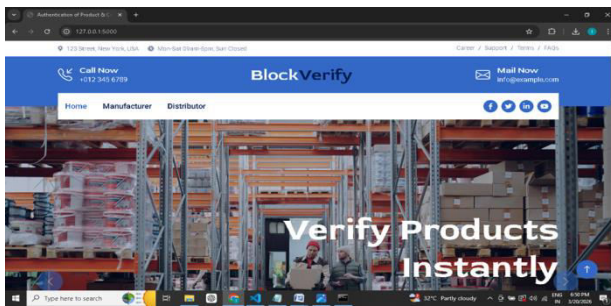 Authentication of Product & C
127.0.0.1:5000
123 Street, New York, USA Mon-Sat 09am-5pm, Sun Closed
Career / Support / Terms / FAQs
Call Now
+012 345 6789
BlockVerify
Mail Now
info@example.com
Home Manufacturer Distributor
Verify Products
Instantly
Type here to search
32°C Partly cloudy
ENG
IN